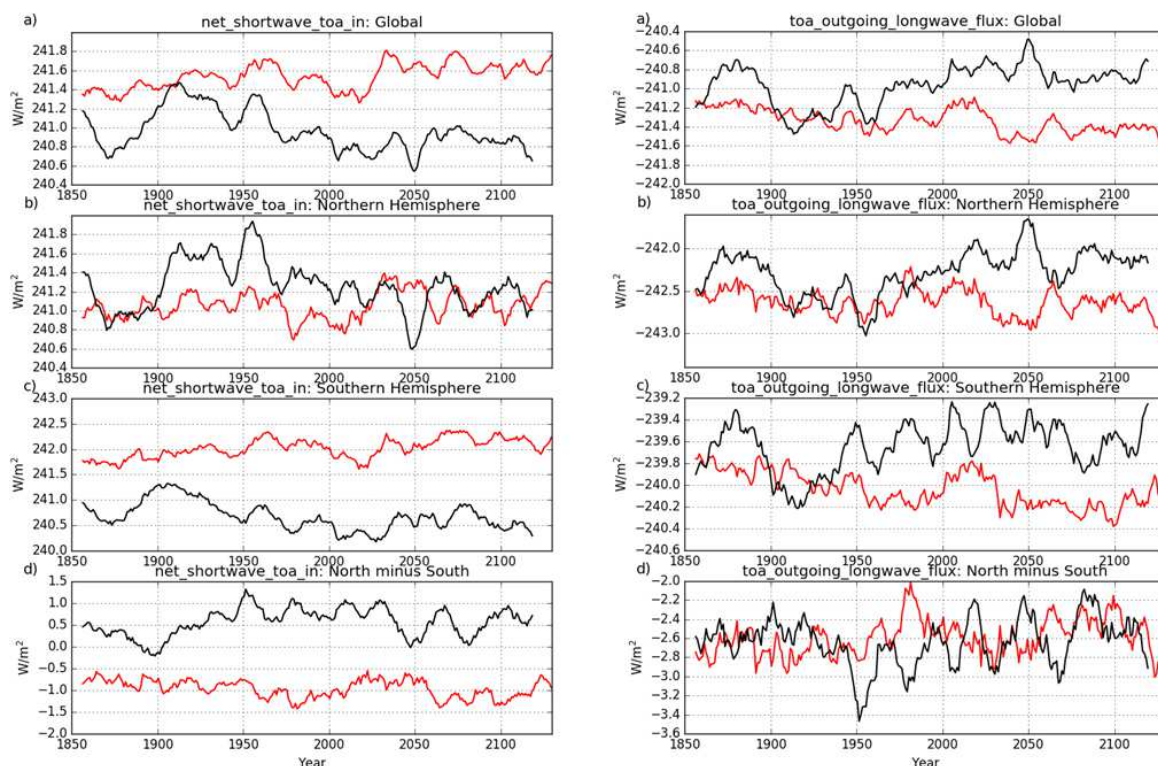 a) net_shortwave_toa_in: Global
241.8
241.6
241.4
241.2
241.0
240.8
240.6
240.4
W/m²
1850 1900 1950 2000 2050 2100
b) net_shortwave_toa_in: Northern Hemisphere
241.8
241.6
241.4
241.2
241.0
240.8
240.6
240.4
W/m²
1850 1900 1950 2000 2050 2100
c) net_shortwave_toa_in: Southern Hemisphere
243.0
242.5
242.0
241.5
241.0
240.5
240.0
W/m²
1850 1900 1950 2000 2050 2100
d) net_shortwave_toa_in: North minus South
1.5
1.0
0.5
0.0
−0.5
−1.0
−1.5
−2.0
W/m²
1850 1900 1950 2000 2050 2100
Year
a) toa_outgoing_longwave_flux: Global
−240.4
−240.6
−240.8
−241.0
−241.2
−241.4
−241.6
−241.8
−242.0
W/m²
1850 1900 1950 2000 2050 2100
b) toa_outgoing_longwave_flux: Northern Hemisphere
−242.0
−242.5
−243.0
W/m²
1850 1900 1950 2000 2050 2100
c) toa_outgoing_longwave_flux: Southern Hemisphere
−239.2
−239.4
−239.6
−239.8
−240.0
−240.2
−240.4
−240.6
W/m²
1850 1900 1950 2000 2050 2100
d) toa_outgoing_longwave_flux: North minus South
−2.0
−2.2
−2.4
−2.6
−2.8
−3.0
−3.2
−3.4
−3.6
W/m²
1850 1900 1950 2000 2050 2100
Year